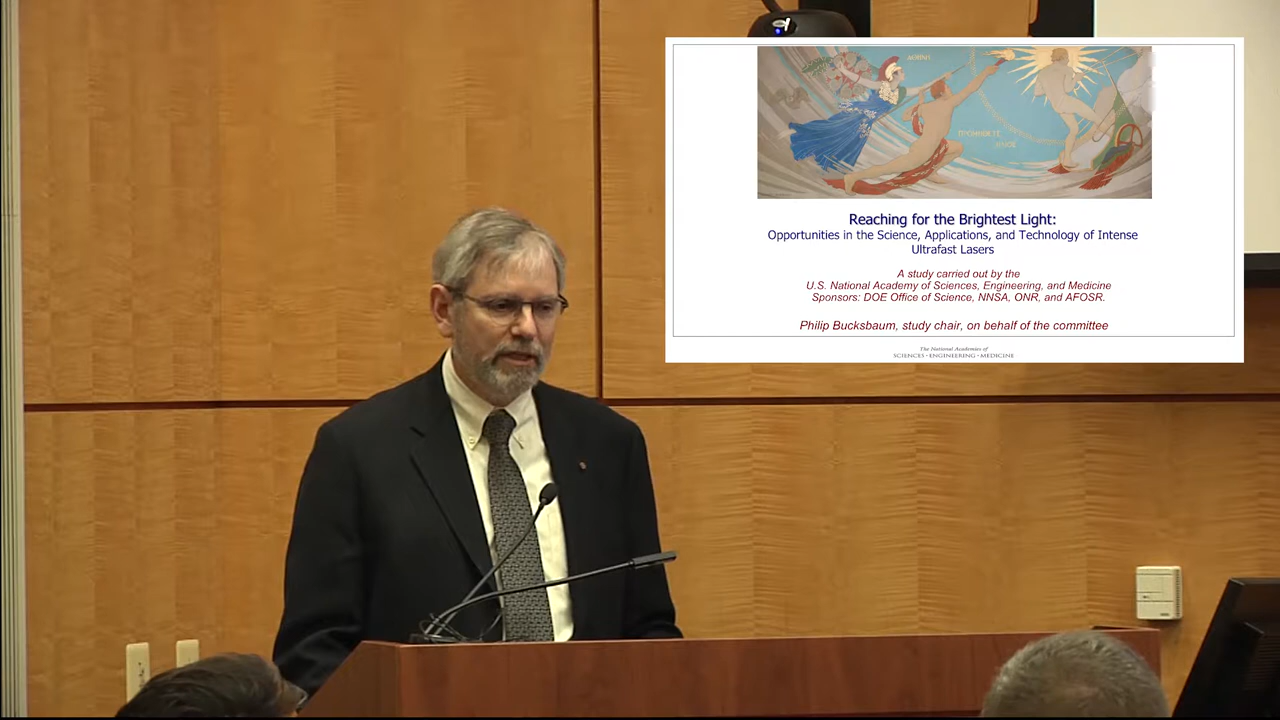 ΠΡΟΜΗΘΕΥΣ
Reaching for the Brightest Light:
Opportunities in the Science, Applications, and Technology of Intense
Ultrafast Lasers
A study carried out by the
U.S. National Academy of Sciences, Engineering, and Medicine
Sponsors: DOE Office of Science, NNSA, ONR, and AFOSR.
Philip Bucksbaum, study chair, on behalf of the committee
The National Academies of
SCIENCES • ENGINEERING • MEDICINE